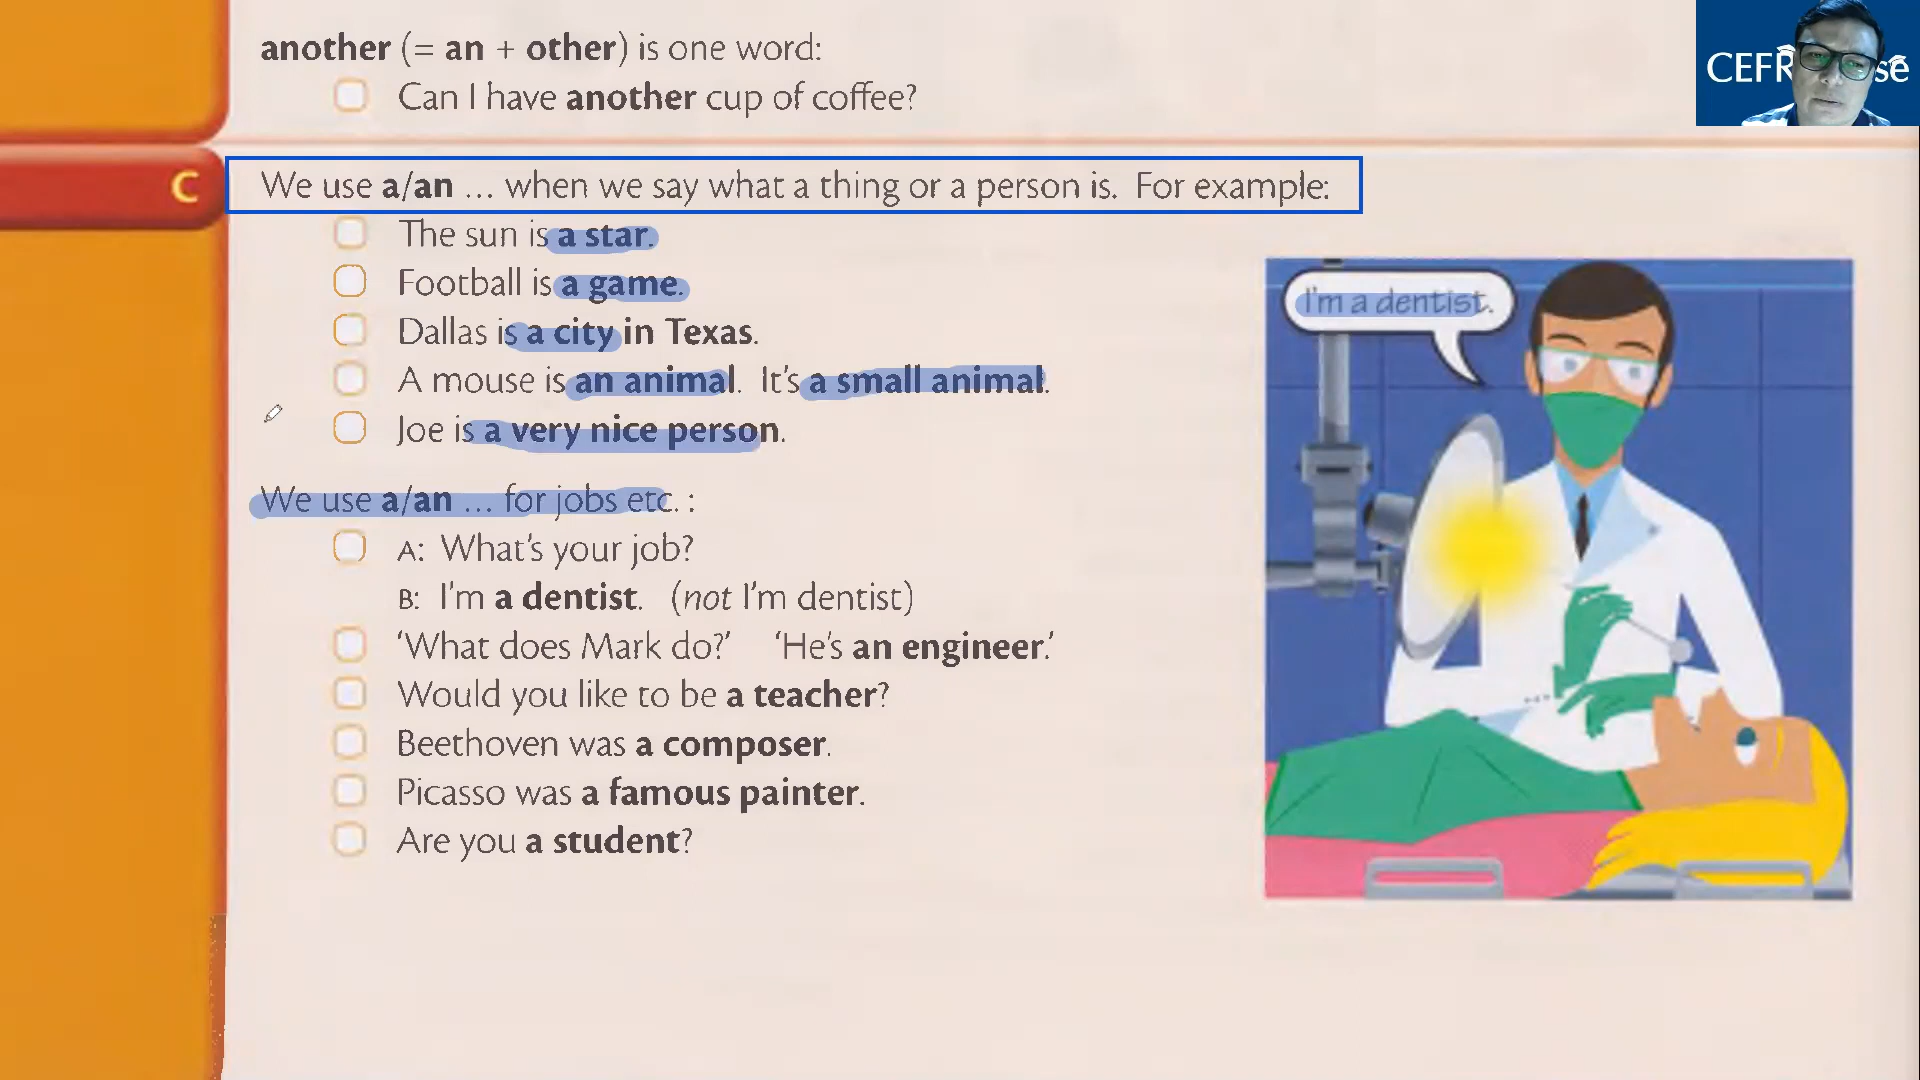 another (= an + other) is one word:
Can I have another cup of coffee?
C
We use a/an ... when we say what a thing or a person is. For example:
The sun is a star.
Football is a game.
Dallas is a city in Texas.
A mouse is an animal. It's a small animal.
Joe is a very nice person.
We use a/an ... for jobs etc. :
A: What's your job?
B: I'm a dentist. (not I'm dentist)
‘What does Mark do?’ ‘He's an engineer.’
Would you like to be a teacher?
Beethoven was a composer.
Picasso was a famous painter.
Are you a student?
I'm a dentist.